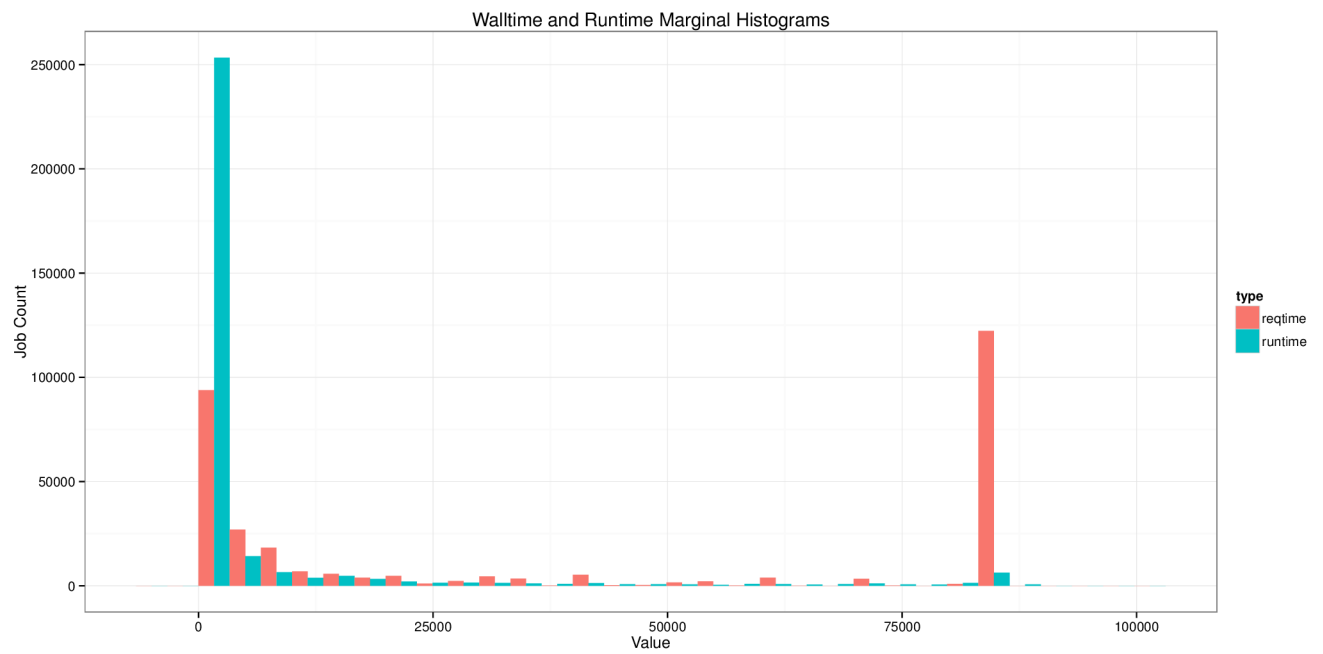 Walltime and Runtime Marginal Histograms
250000
200000
150000
100000
50000
0
Job Count
0 25000 50000 75000 100000
Value
type
reqtime
runtime